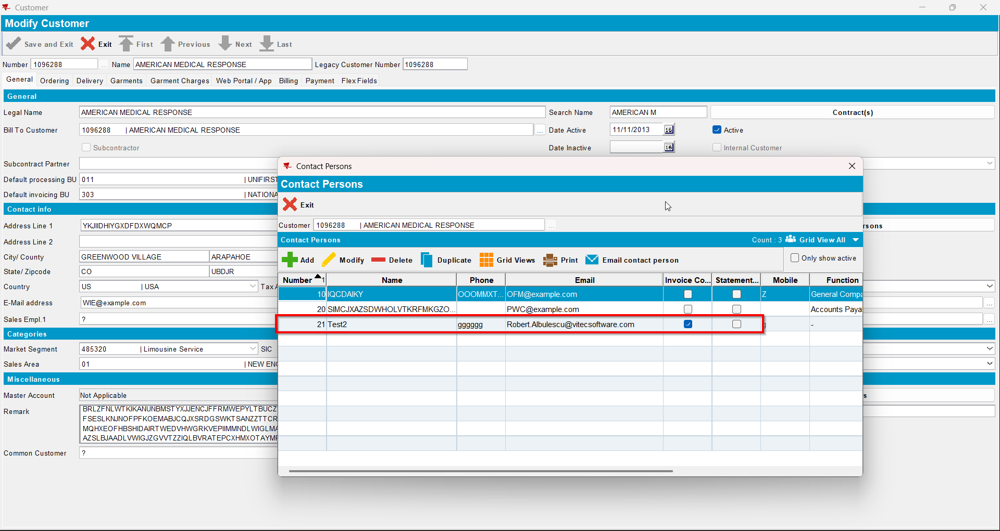 Customer
Modify Customer
Save and Exit Exit First Previous Next Last
Number 1096288 ... Name AMERICAN MEDICAL RESPONSE Legacy Customer Number 1096288
General Ordering Delivery Garments Garment Charges Web Portal / App Billing Payment Flex Fields
General
Legal Name AMERICAN MEDICAL RESPONSE Search Name AMERICAN M Contract(s)
Bill To Customer 1096288 | AMERICAN MEDICAL RESPONSE ... Date Active 11/11/2013 16 Active
Subcontractor Date Inactive 16 Internal Customer
Subcontract Partner
Default processing BU 011 | UNIFIRST
Default invoicing BU 303 | NATIONA
Contact info
Address Line 1 YKJIIDHIYGXDFDXWQMCP rsons
Address Line 2
City/ County GREENWOOD VILLAGE ARAPAHOE
State/ Zipcode CO UBDJR
Country US | USA Tax A
E-Mail address WIE@example.com ...
Sales Empl.1 ? ...
Categories
Market Segment 485320 | Limousine Service SIC
Sales Area 01 | NEW ENG
Miscellaneous
Master Account Not Applicable s
Remark BRLZFNLWTKIKANUNBMSTYXJJENCJFFRMWEPYLTBUCZ
FSESLKNJNOFPFKOEMABJCQJXSRDGSWKTSANZZTTCR
MQHXEOFHBSHIDAIRTWEDVHWGRKVEPIIMMNDLWIGLMA
AZSLBJAADLVWIGJZGVVTZZIQLBVRATEPCXHMXOTAYMF
Common Customer ?
Contact Persons
Contact Persons
Exit
Customer 1096288 | AMERICAN MEDICAL RESPONSE ...
Contact Persons Count : 3 Grid View All
Add Modify Delete Duplicate Grid Views Print Email contact person Only show active
Number 1 Name Phone Email Invoice Co... Statement... Mobile Function
10 IQCDAIKY OOOMMXT... OFM@example.com Z General Compa
20 SIMCJXAZSDWHOLVTKRFMKGZO... PWC@example.com Accounts Paya
21 Test2 gggggg Robert.Albulescu@vitecsoftware.com -